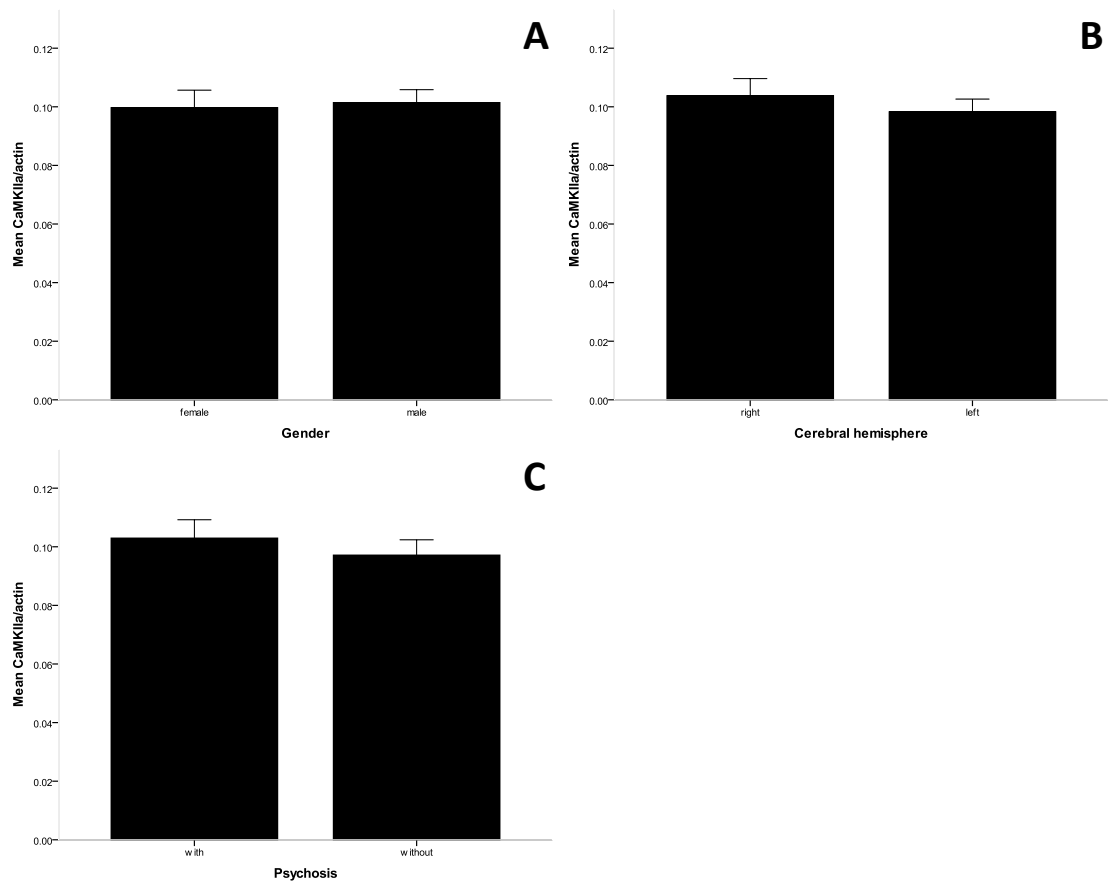 A
0.12
0.10
0.08
0.06
0.04
0.02
0.00
Mean CaMKIIa/actin
female male
Gender
B
0.12
0.10
0.08
0.06
0.04
0.02
0.00
Mean CaMKIIa/actin
right left
Cerebral hemisphere
C
0.12
0.10
0.08
0.06
0.04
0.02
0.00
Mean CaMKIIa/actin
with without
Psychosis